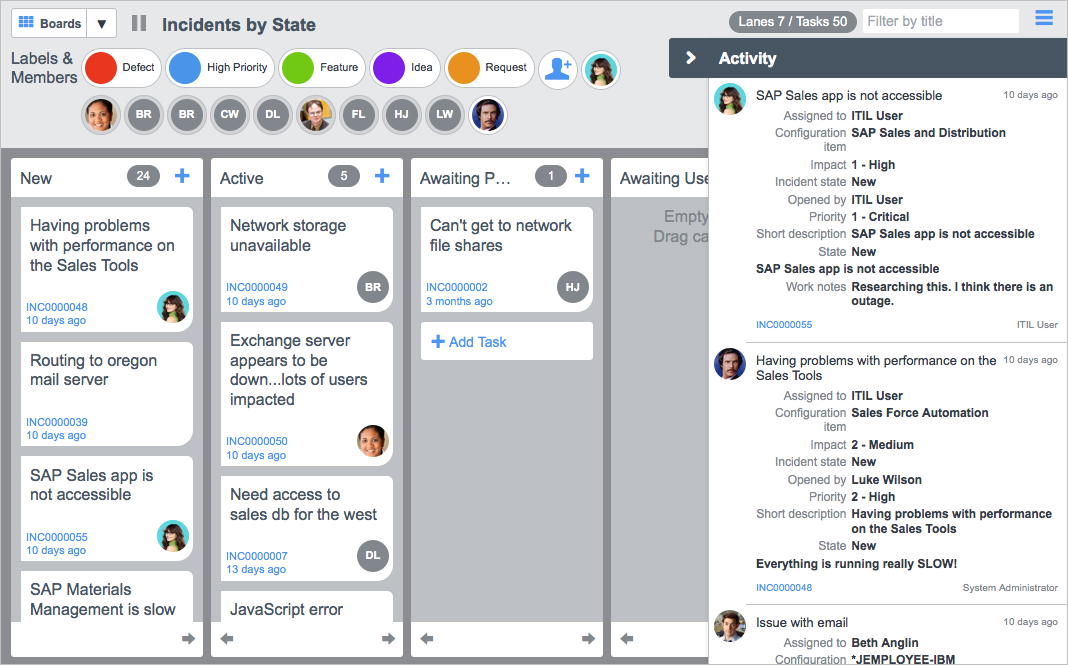 Boards ▼
Incidents by State
Lanes 7 / Tasks 50
Filter by title
Labels &
Members
Defect
High Priority
Feature
Idea
Request
BR
BR
CW
DL
FL
HJ
LW
New
24
Having problems
with performance on
the Sales Tools
INC0000048
10 days ago
Routing to oregon
mail server
INC0000039
10 days ago
SAP Sales app is
not accessible
INC0000055
10 days ago
SAP Materials
Management is slow
Active
5
Network storage
unavailable
INC0000049
10 days ago
BR
Exchange server
appears to be
down...lots of users
impacted
INC0000050
10 days ago
Need access to
sales db for the west
INC0000007
13 days ago
DL
JavaScript error
Awaiting P...
1
Can't get to network
file shares
INC0000002
3 months ago
HJ
Add Task
Awaiting Use
Empty
Drag ca
Activity
SAP Sales app is not accessible 10 days ago
Assigned to ITIL User
Configuration SAP Sales and Distribution
item
Impact 1 - High
Incident state New
Opened by ITIL User
Priority 1 - Critical
Short description SAP Sales app is not accessible
State New
SAP Sales app is not accessible
Work notes Researching this. I think there is an
outage.
INC0000055 ITIL User
Having problems with performance on the 10 days ago
Sales Tools
Assigned to ITIL User
Configuration Sales Force Automation
item
Impact 2 - Medium
Incident state New
Opened by Luke Wilson
Priority 2 - High
Short description Having problems with performance
on the Sales Tools
State New
Everything is running really SLOW!
INC0000048 System Administrator
Issue with email 10 days ago
Assigned to Beth Anglin
Configuration *JEMPLOYEE-IBM